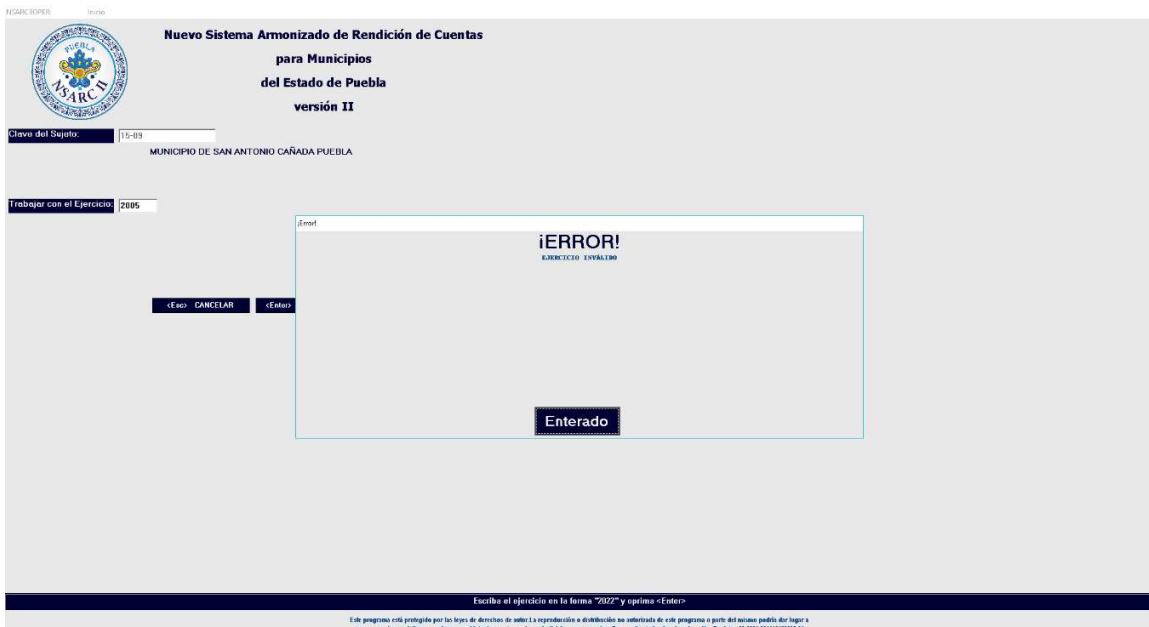 NSARCIIOPER Inicio
PUEBLA
NSARC II
Nuevo Sistema Armonizado de Rendición de Cuentas
para Municipios
del Estado de Puebla
versión II
Clave del Sujeto: 15-09
MUNICIPIO DE SAN ANTONIO CAÑADA PUEBLA
Trabajar con el Ejercicio: 2005
¡Error!
¡ERROR!
EJERCICIO INVÁLIDO
<Esc> CANCELAR <Enter>
Enterado
Escriba el ejercicio en la forma "2022" y oprima <Enter>
Este programa está protegido por las leyes de derechos de autor.La reproducción o distribución no autorizada de este programa o parte del mismo podría dar lugar a